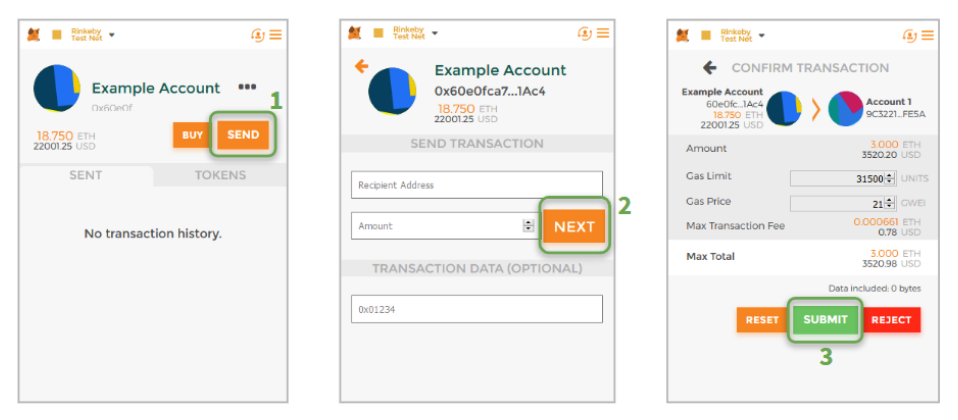 Rinkeby
Test Net
Example Account
0x60e0f
1
18.750 ETH
22001.25 USD
BUY
SEND
SENT
TOKENS
No transaction history.
Rinkeby
Test Net
Example Account
0x60e0fca7...1Ac4
18.750 ETH
22001.25 USD
SEND TRANSACTION
Recipient Address
2
Amount
NEXT
TRANSACTION DATA (OPTIONAL)
0x01234
Rinkeby
Test Net
CONFIRM TRANSACTION
Example Account
60e0fc...1Ac4
18.750 ETH
22001.25 USD
Account 1
9C3221...FE5A
Amount
3.000 ETH
3520.20 USD
Gas Limit
31500 UNITS
Gas Price
21 GWEI
Max Transaction Fee
0.000661 ETH
0.78 USD
Max Total
3.000 ETH
3520.98 USD
Data included: 0 bytes
RESET
SUBMIT
REJECT
3